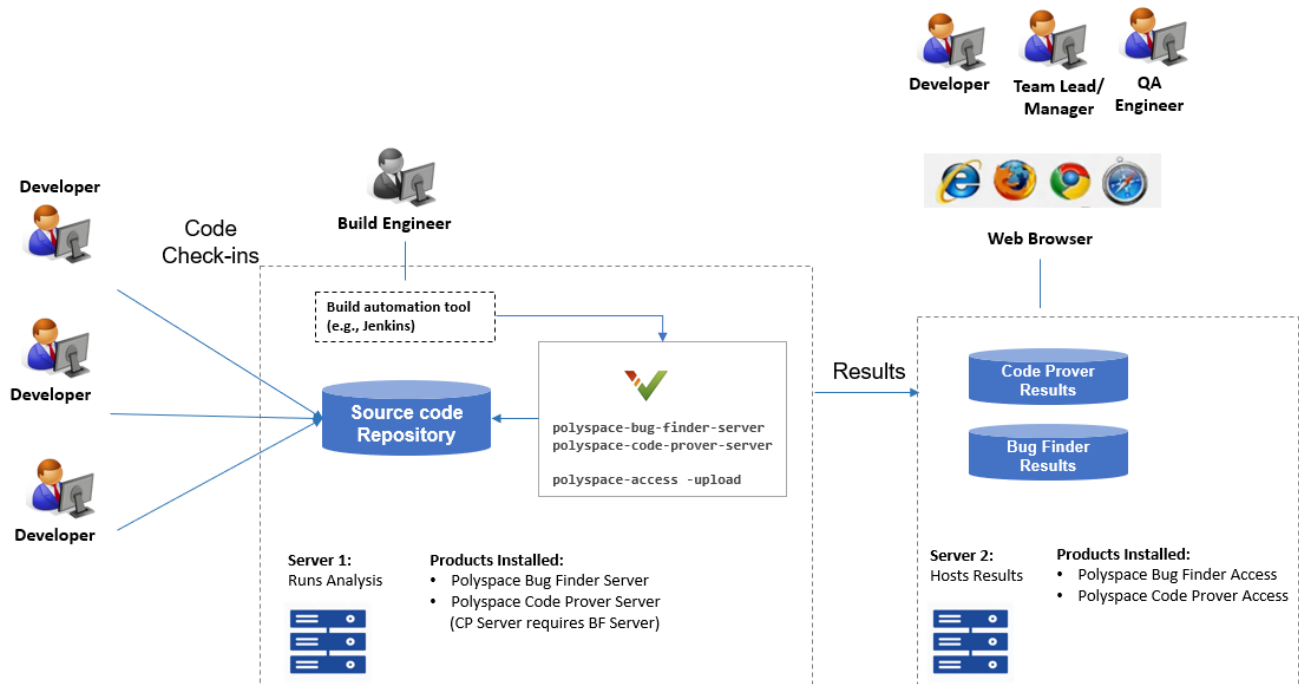 Developer
Team Lead/
Manager
QA
Engineer
Developer
Code
Check-ins
Build Engineer
Web Browser
Build automation tool
(e.g., Jenkins)
Developer
Source code
Repository
polyspace-bug-finder-server
polyspace-code-prover-server
polyspace-access -upload
Results
Code Prover
Results
Bug Finder
Results
Developer
Server 1:
Runs Analysis
Products Installed:
• Polyspace Bug Finder Server
• Polyspace Code Prover Server
(CP Server requires BF Server)
Server 2:
Hosts Results
Products Installed:
• Polyspace Bug Finder Access
• Polyspace Code Prover Access